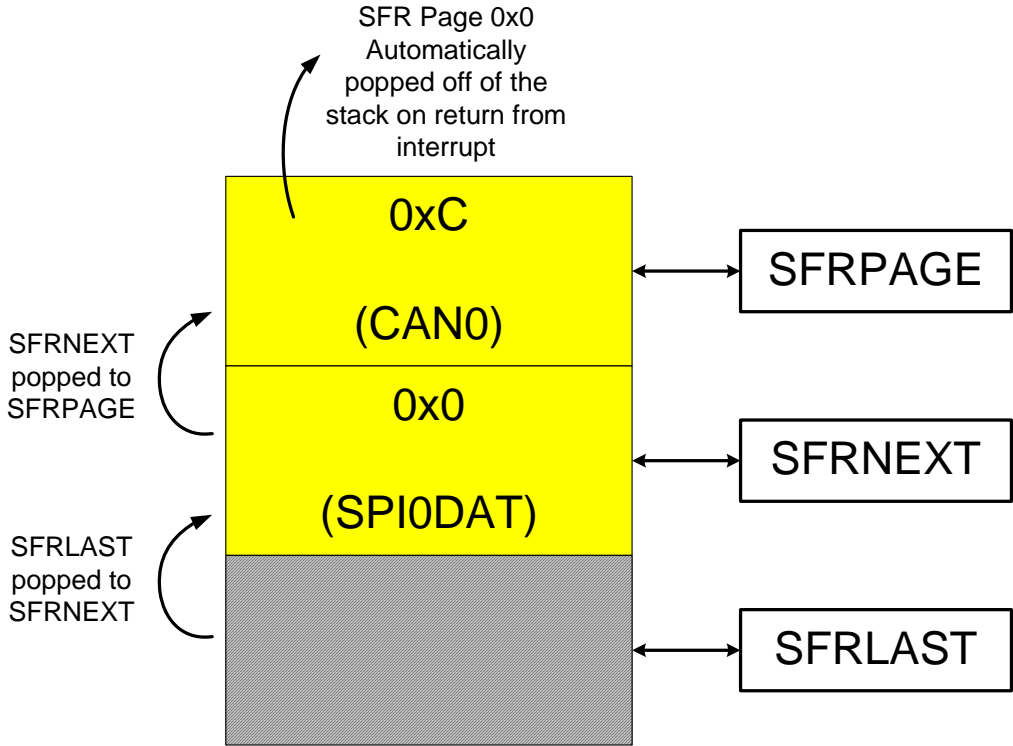 SFR Page 0x0
Automatically
popped off of the
stack on return from
interrupt
0xC
(CAN0)
SFRPAGE
SFRNEXT
popped to
SFRPAGE
0x0
(SPI0DAT)
SFRNEXT
SFRLAST
popped to
SFRNEXT
SFRLAST